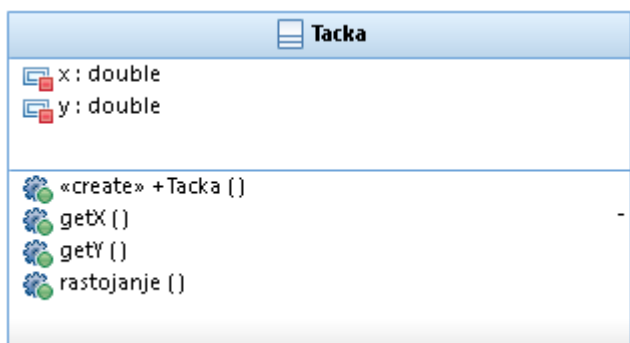 Tacka
x : double
y : double
«create» + Tacka ()
getX () -
getY ()
rastojanje ()